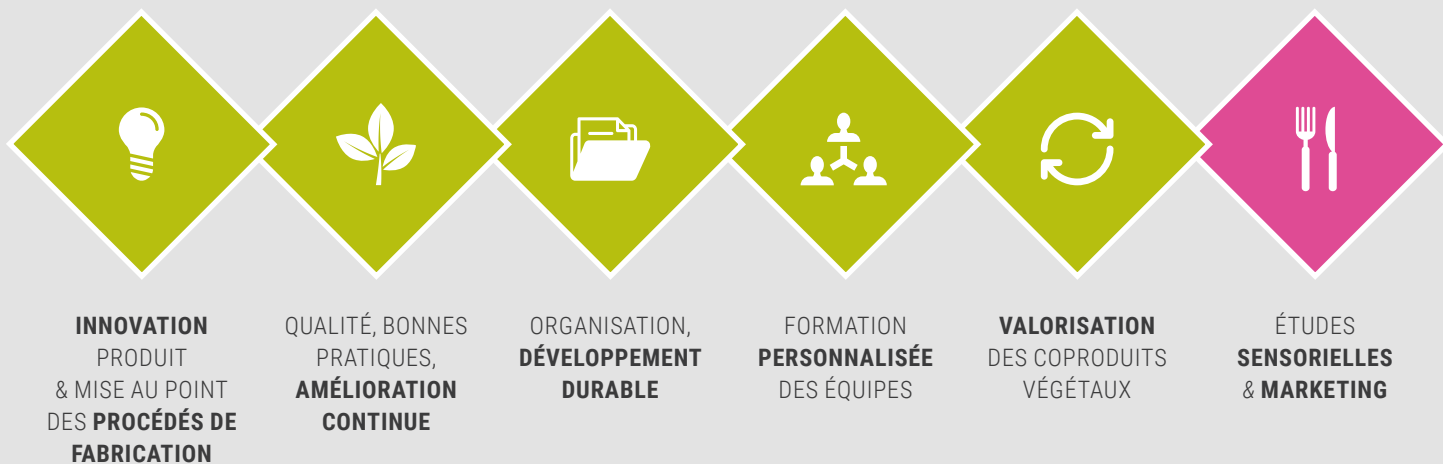 INNOVATION
PRODUIT
& MISE AU POINT
DES PROCÉDÉS DE
FABRICATION
QUALITÉ, BONNES
PRATIQUES,
AMÉLIORATION
CONTINUE
ORGANISATION,
DÉVELOPPEMENT
DURABLE
FORMATION
PERSONNALISÉE
DES ÉQUIPES
VALORISATION
DES COPRODUITS
VÉGÉTAUX
ÉTUDES
SENSORIELLES
& MARKETING